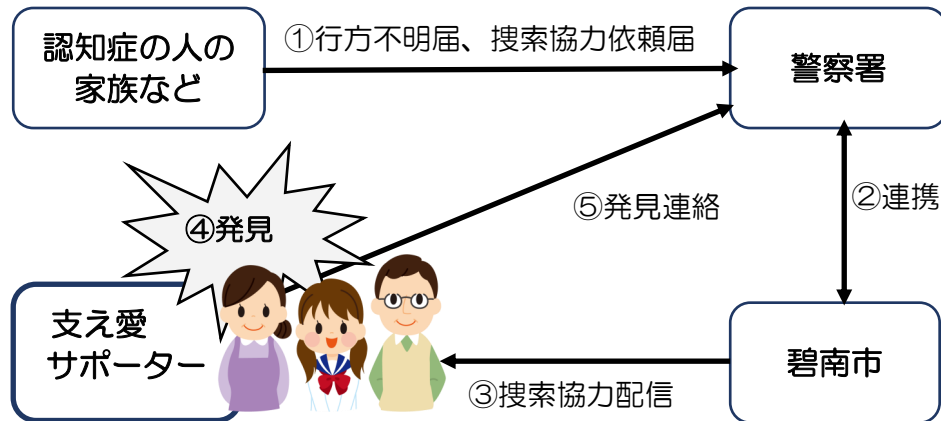 認知症の人の
家族など
①行方不明届、捜索協力依頼届
警察署
④発見
⑤発見連絡
②連携
支え愛
サポーター
③捜索協力配信
碧南市